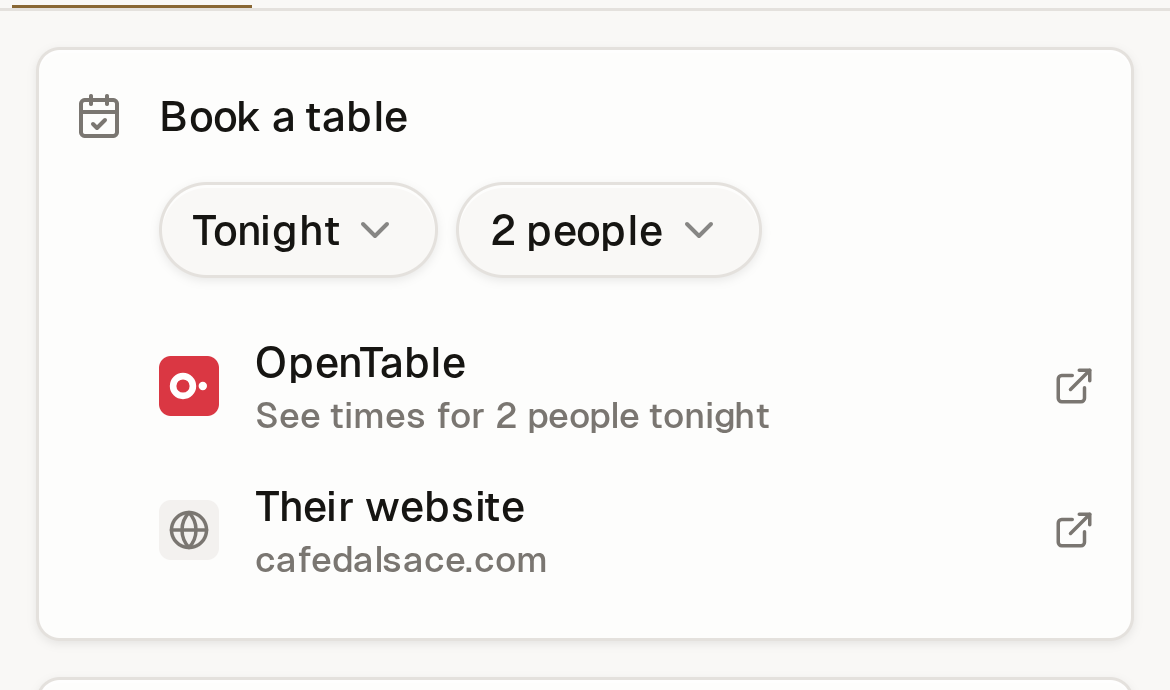 Book a table
Tonight
2 people
OpenTable
See times for 2 people tonight
Their website
cafedalsace.com